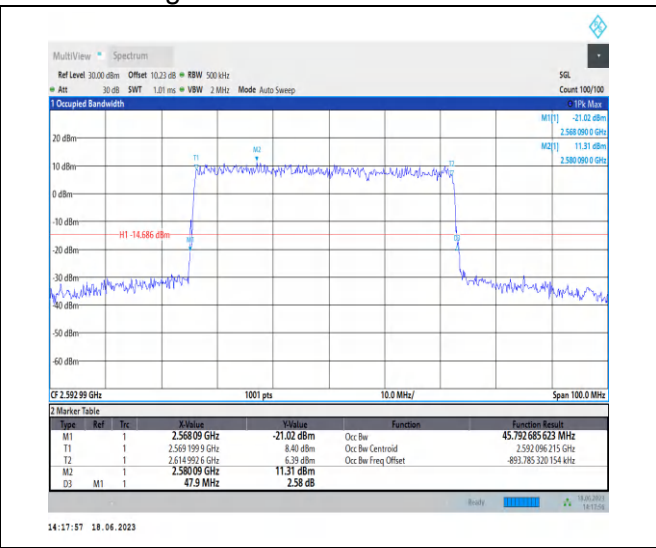 MultiView Spectrum
Ref Level 30.00 dBm Offset 10.23 dB RBW 500 kHz SGL
Att 30 dB SWT 1.01 ms VBW 2 MHz Mode Auto Sweep Count 100/100
1 Occupied Bandwidth 1Pk Max
M1[1] -21.02 dBm
2.568 090 0 GHz
M2[1] 11.31 dBm
2.580 090 0 GHz
20 dBm
M2
T1
10 dBm
0 dBm
-10 dBm
H1 -14.686 dBm
M1
D3
-20 dBm
-30 dBm
-40 dBm
-50 dBm
-60 dBm
CF 2.592 99 GHz 1001 pts 10.0 MHz/ Span 100.0 MHz
2 Marker Table
Type Ref Trc X-Value Y-Value Function Function Result
M1 1 2.568 09 GHz -21.02 dBm Occ Bw 45.792 685 623 MHz
T1 1 2.569 199 9 GHz 8.40 dBm Occ Bw Centroid 2.592 096 215 GHz
T2 1 2.614 992 6 GHz 6.39 dBm Occ Bw Freq Offset -893.785 320 154 kHz
M2 1 2.580 09 GHz 11.31 dBm
D3 M1 1 47.9 MHz 2.58 dB
Ready 18.06.2023
14:17:57 18.06.2023